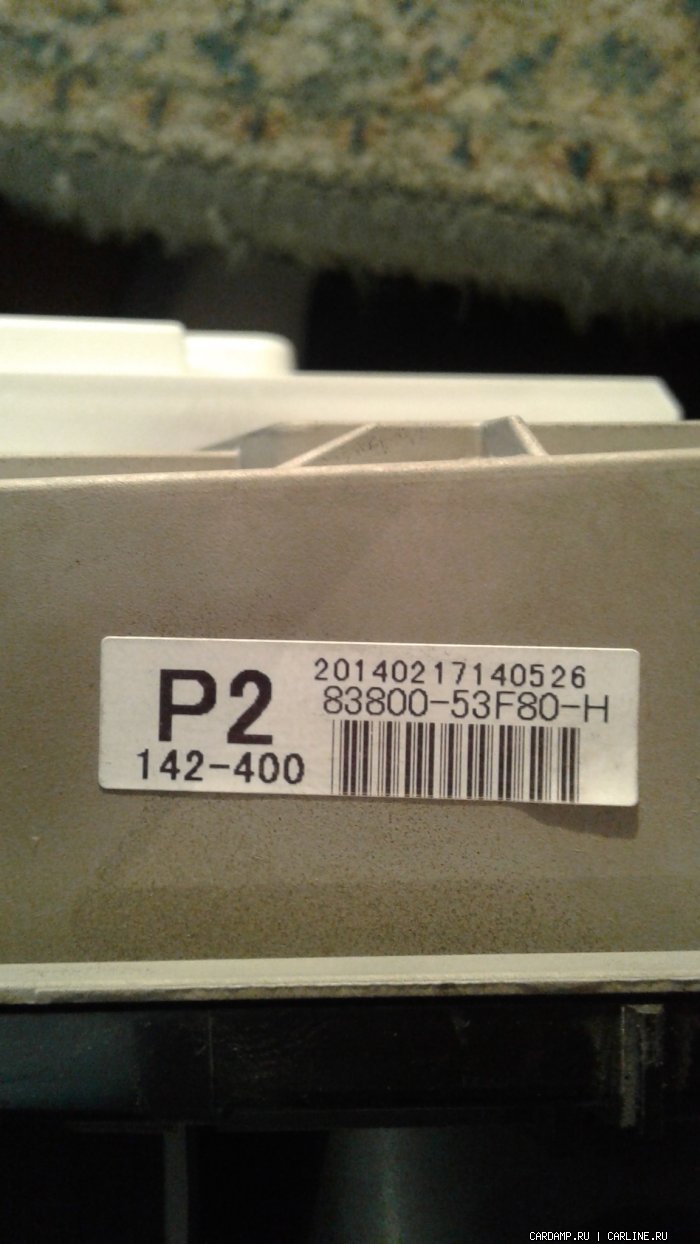 P2
142-400
20140217140526
83800-53F80-H
CARDAMP.RU | CARLINE.RU